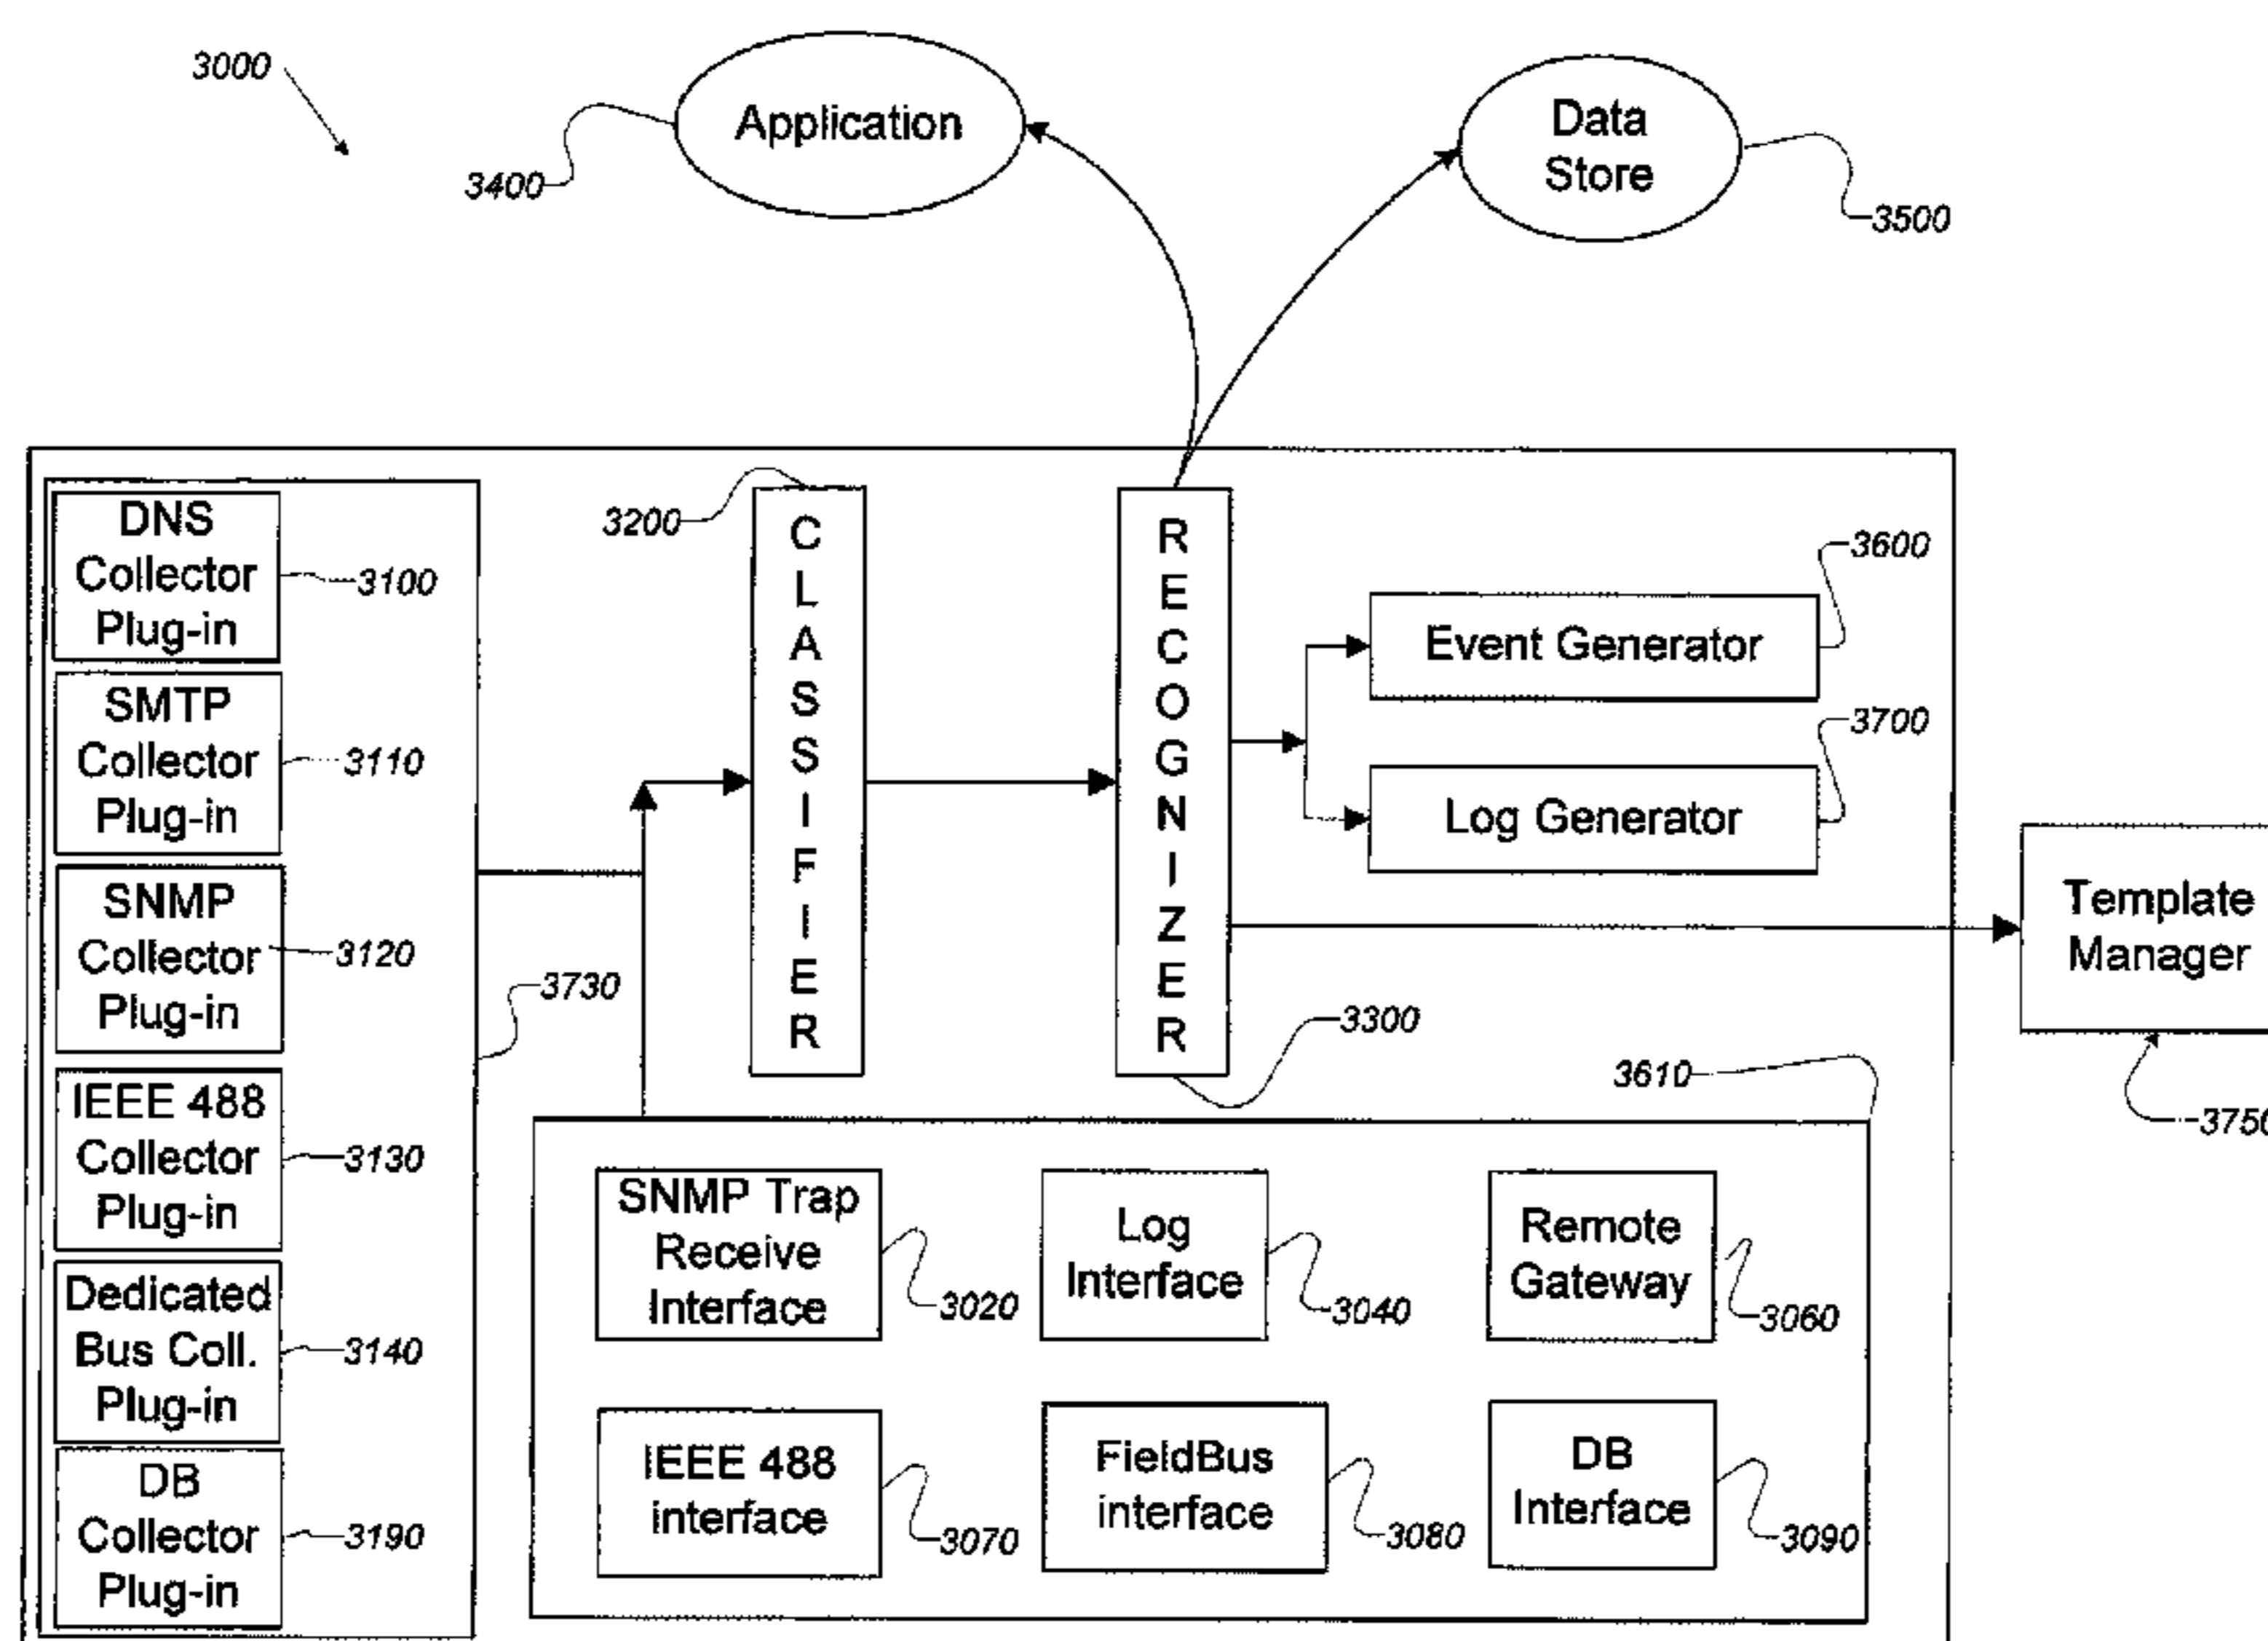 3000
Application
3400
Data
Store
3500
DNS
Collector
Plug-in
3100
SMTP
Collector
Plug-in
3110
SNMP
Collector
Plug-in
3120
IEEE 488
Collector
Plug-in
3130
Dedicated
Bus Coll.
Plug-in
3140
DB
Collector
Plug-in
3190
3730
3200
CLASSIFIER
RECOGNIZER
3300
Event Generator
3600
Log Generator
3700
Template
Manager
3750
3610
SNMP Trap
Receive
Interface
3020
Log
Interface
3040
Remote
Gateway
3060
IEEE 488
interface
3070
FieldBus
interface
3080
DB
Interface
3090